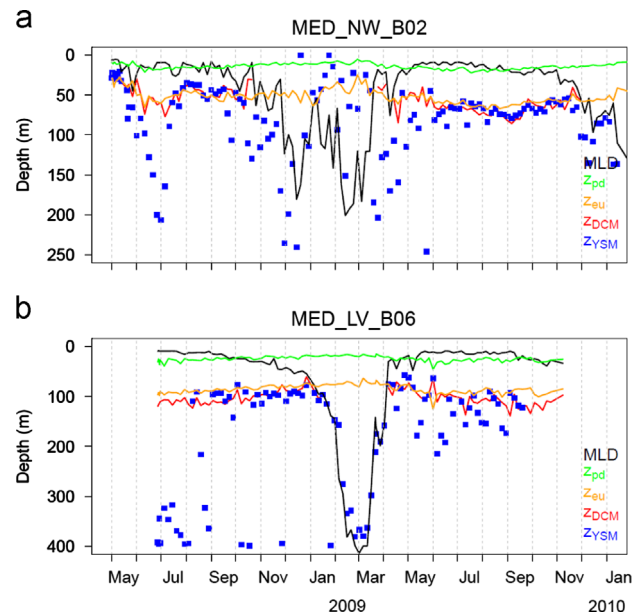 a
MED_NW_B02
0
50
100
150
200
250
Depth (m)
MLD
zpd
zeu
zDCM
zYSM
b
MED_LV_B06
0
100
200
300
400
Depth (m)
MLD
zpd
zeu
zDCM
zYSM
May Jul Sep Nov Jan Mar May Jul Sep Nov Jan
2009 2010